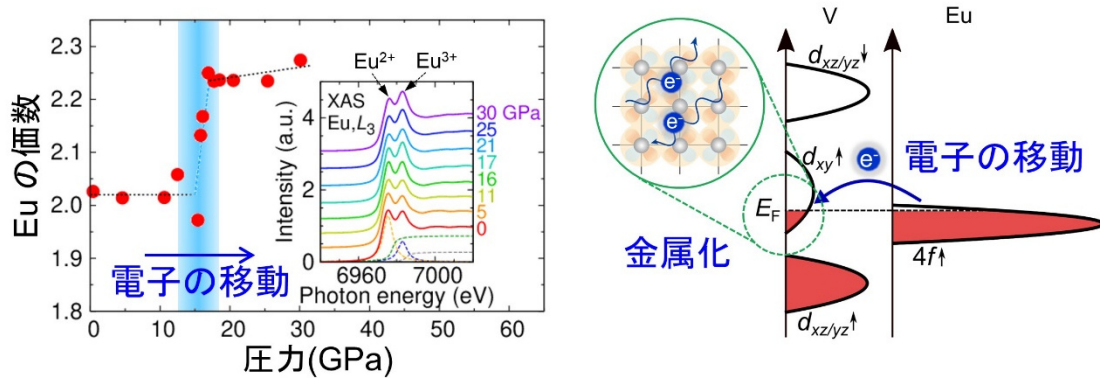 Eu の価数
2.3
2.2
2.1
2.0
1.9
1.8
0
10
20
30
40
50
60
圧力(GPa)
電子の移動
Eu2+
Eu3+
XAS
Eu, L3
Intensity (a.u.)
4
2
0
30 GPa
25
21
17
16
11
5
0
6960
7000
Photon energy (eV)
V
Eu
dxz/yz↓
dxy↑
e-
e-
e-
電子の移動
EF
金属化
4f↑
dxz/yz↑